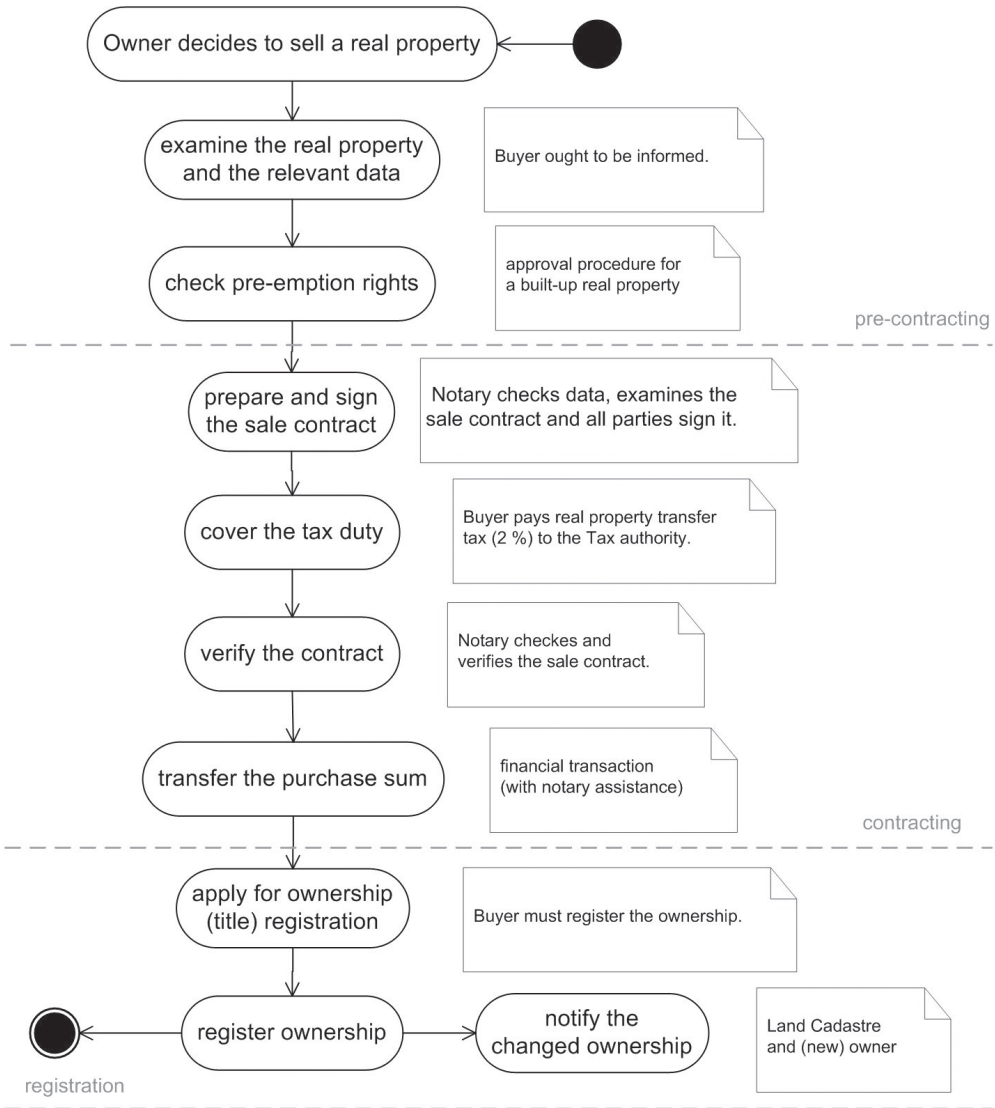 Owner decides to sell a real property
examine the real property
and the relevant data
Buyer ought to be informed.
check pre-emption rights
approval procedure for
a built-up real property
pre-contracting
prepare and sign
the sale contract
Notary checks data, examines the
sale contract and all parties sign it.
cover the tax duty
Buyer pays real property transfer
tax (2 %) to the Tax authority.
verify the contract
Notary checkes and
verifies the sale contract.
transfer the purchase sum
financial transaction
(with notary assistance)
contracting
apply for ownership
(title) registration
Buyer must register the ownership.
register ownership
notify the
changed ownership
Land Cadastre
and (new) owner
registration